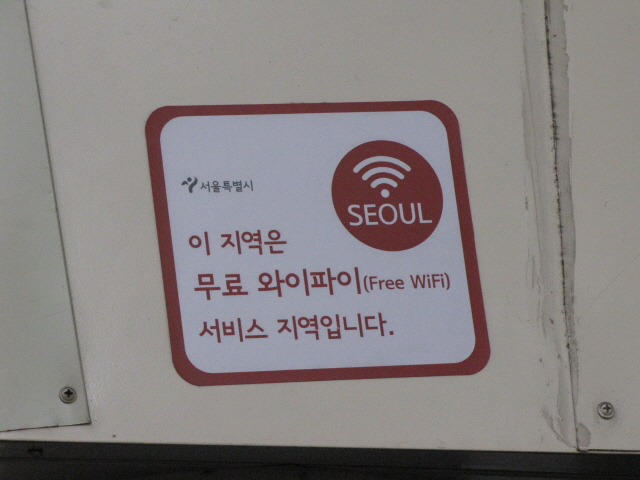 서울특별시
SEOUL
이 지역은
무료 와이파이(Free WiFi)
서비스 지역입니다.